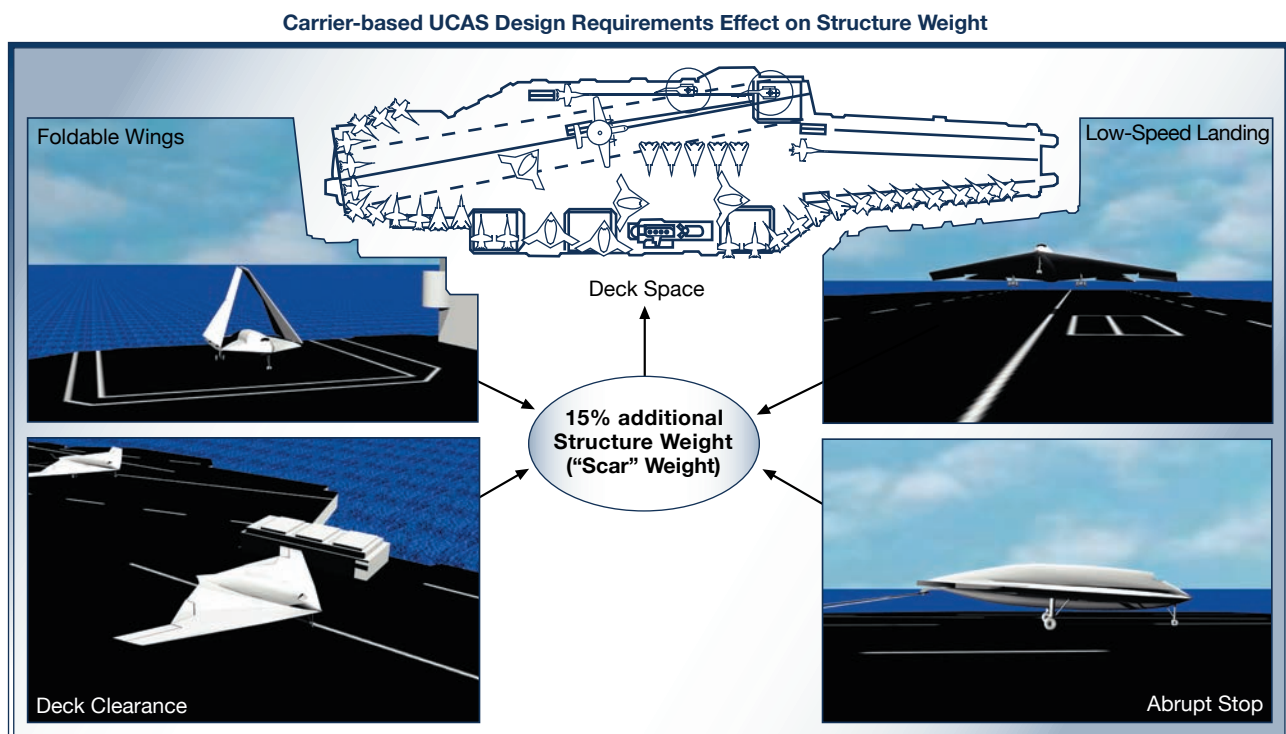 Carrier-based UCAS Design Requirements Effect on Structure Weight
Foldable Wings
Low-Speed Landing
Deck Space
15% additional
Structure Weight
(“Scar” Weight)
Deck Clearance
Abrupt Stop